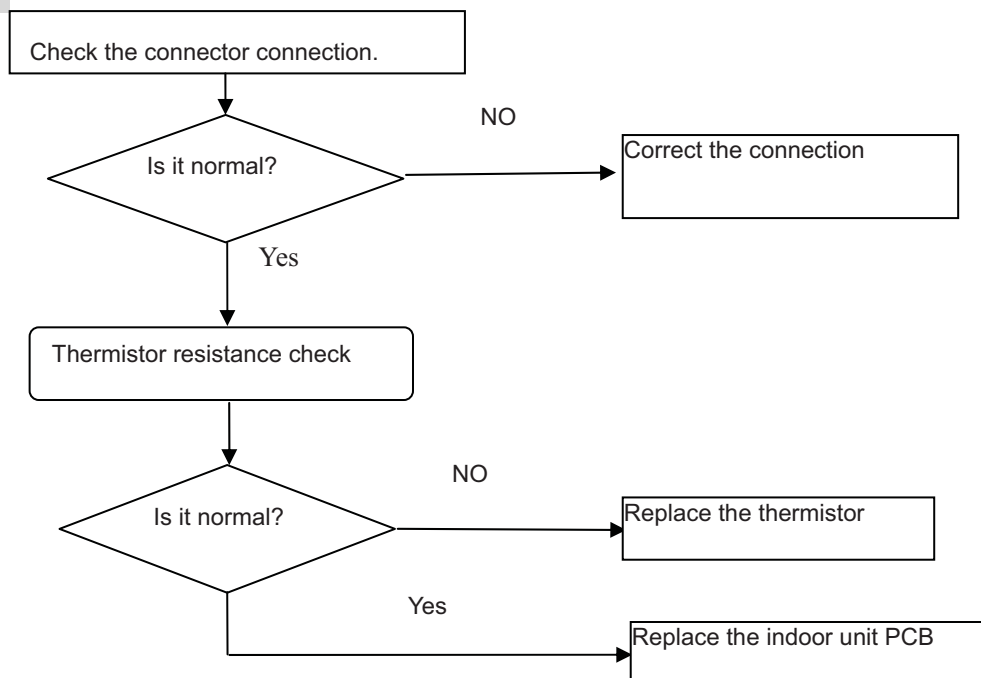 Check the connector connection.
NO
Is it normal?
Correct the connection
Yes
Thermistor resistance check
NO
Is it normal?
Replace the thermistor
Yes
Replace the indoor unit PCB